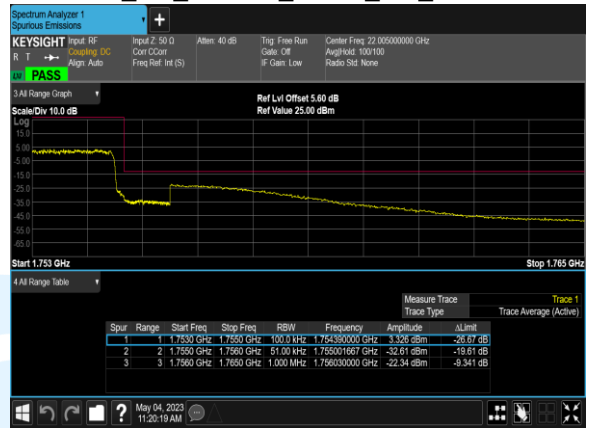 Spectrum Analyzer 1
Spurious Emissions
+
KEYSIGHT Input: RF Input Z: 50 Ω Atten: 40 dB Trig: Free Run Center Freq: 22.005000000 GHz
R T Coupling: DC Corr CCorr Gate: Off Avg|Hold: 100/100
Align: Auto Freq Ref: Int (S) IF Gain: Low Radio Std: None
LW PASS
3 All Range Graph
Ref Lvl Offset 5.60 dB
Scale/Div 10.0 dB Ref Value 25.00 dBm
Log
15.0
5.00
-5.00
-15.0
-25.0
-35.0
-45.0
-55.0
-65.0
Start 1.753 GHz Stop 1.765 GHz
4 All Range Table
Measure Trace Trace 1
Trace Type Trace Average (Active)
Spur Range Start Freq Stop Freq RBW Frequency Amplitude ΔLimit
1 1 1.7530 GHz 1.7550 GHz 100.0 kHz 1.754390000 GHz 3.326 dBm -26.67 dB
2 2 1.7550 GHz 1.7560 GHz 51.00 kHz 1.755001667 GHz -32.61 dBm -19.61 dB
3 3 1.7560 GHz 1.7650 GHz 1.000 MHz 1.756030000 GHz -22.34 dBm -9.341 dB
? May 04, 2023
11:20:19 AM